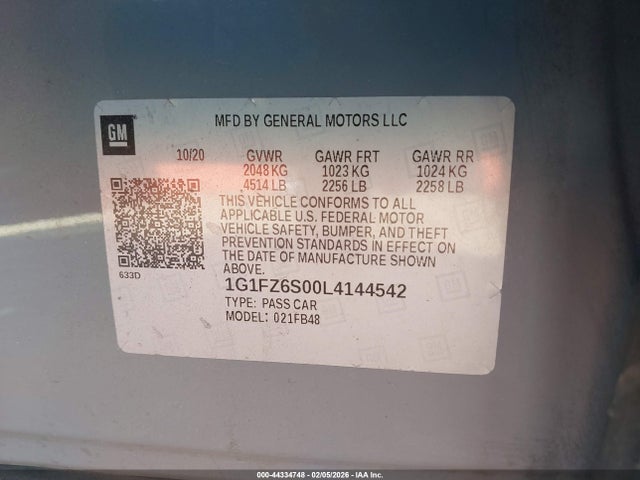 GM
MFD BY GENERAL MOTORS LLC
10/20 GVWR GAWR FRT GAWR RR
2048 KG 1023 KG 1024 KG
4514 LB 2256 LB 2258 LB
THIS VEHICLE CONFORMS TO ALL
APPLICABLE U.S. FEDERAL MOTOR
VEHICLE SAFETY, BUMPER, AND THEFT
PREVENTION STANDARDS IN EFFECT ON
THE DATE OF MANUFACTURE SHOWN
ABOVE.
633D
1G1FZ6S00L4144542
TYPE: PASS CAR
MODEL: 021FB48
000-44334748 - 02/05/2026 - IAA Inc.